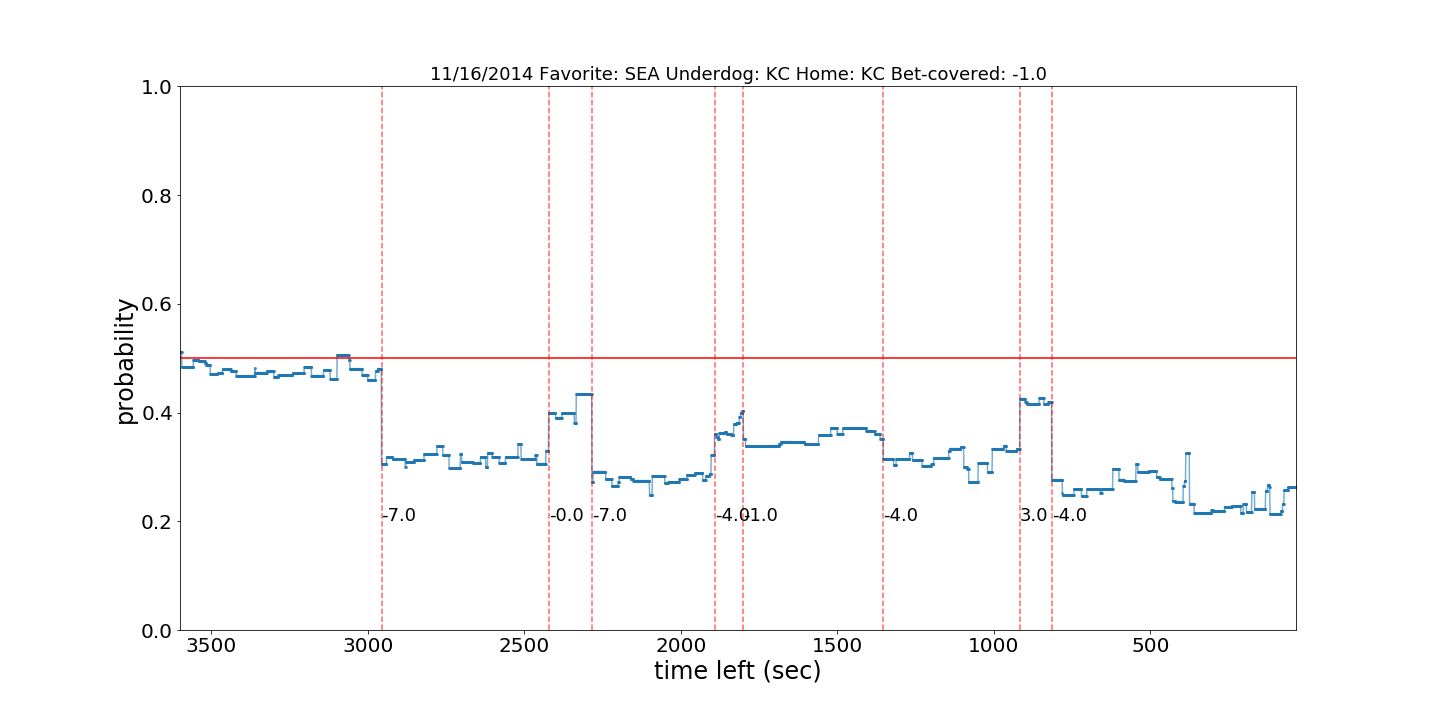 11/16/2014 Favorite: SEA Underdog: KC Home: KC Bet-covered: -1.0
probability
1.0
0.8
0.6
0.4
0.2
0.0
-7.0 -0.0 -7.0 -4.0 -1.0 -4.0 3.0 -4.0
3500 3000 2500 2000 1500 1000 500
time left (sec)